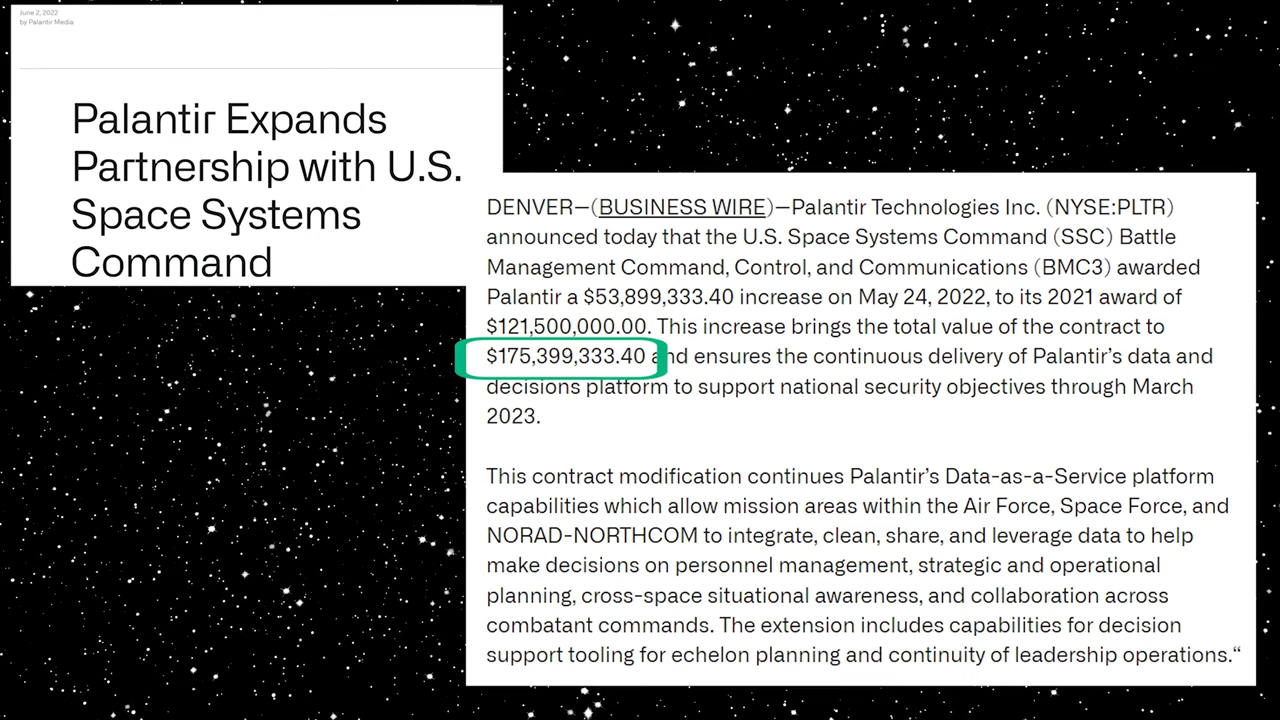 June 2, 2022
by Palantir Media
Palantir Expands
Partnership with U.S.
Space Systems
Command
DENVER—(BUSINESS WIRE)—Palantir Technologies Inc. (NYSE:PLTR)
announced today that the U.S. Space Systems Command (SSC) Battle
Management Command, Control, and Communications (BMC3) awarded
Palantir a $53,899,333.40 increase on May 24, 2022, to its 2021 award of
$121,500,000.00. This increase brings the total value of the contract to
$175,399,333.40 and ensures the continuous delivery of Palantir’s data and
decisions platform to support national security objectives through March
2023.
This contract modification continues Palantir’s Data-as-a-Service platform
capabilities which allow mission areas within the Air Force, Space Force, and
NORAD-NORTHCOM to integrate, clean, share, and leverage data to help
make decisions on personnel management, strategic and operational
planning, cross-space situational awareness, and collaboration across
combatant commands. The extension includes capabilities for decision
support tooling for echelon planning and continuity of leadership operations.“